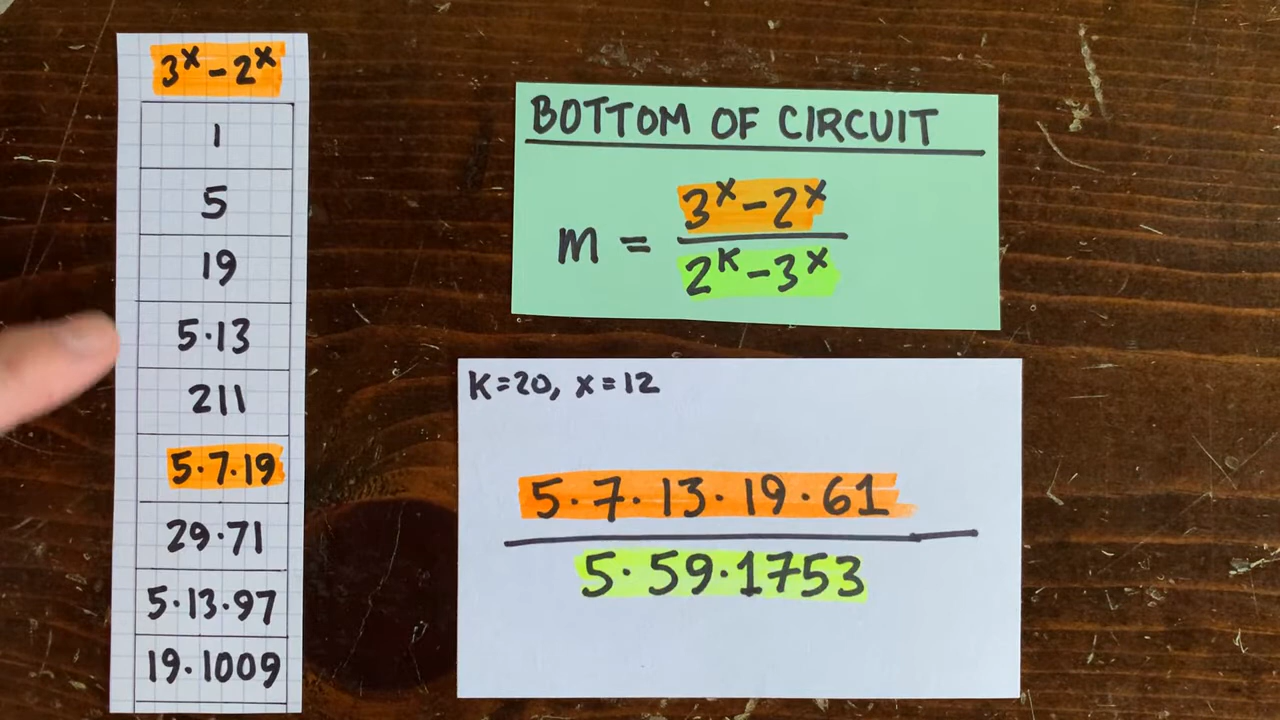 3ˣ-2ˣ
1
5
19
5·13
211
5·7·19
29·71
5·13·97
19·1009
BOTTOM OF CIRCUIT
m = 3ˣ-2ˣ
2ᴷ-3ˣ
K=20, x=12
5·7·13·19·61
5·59·1753